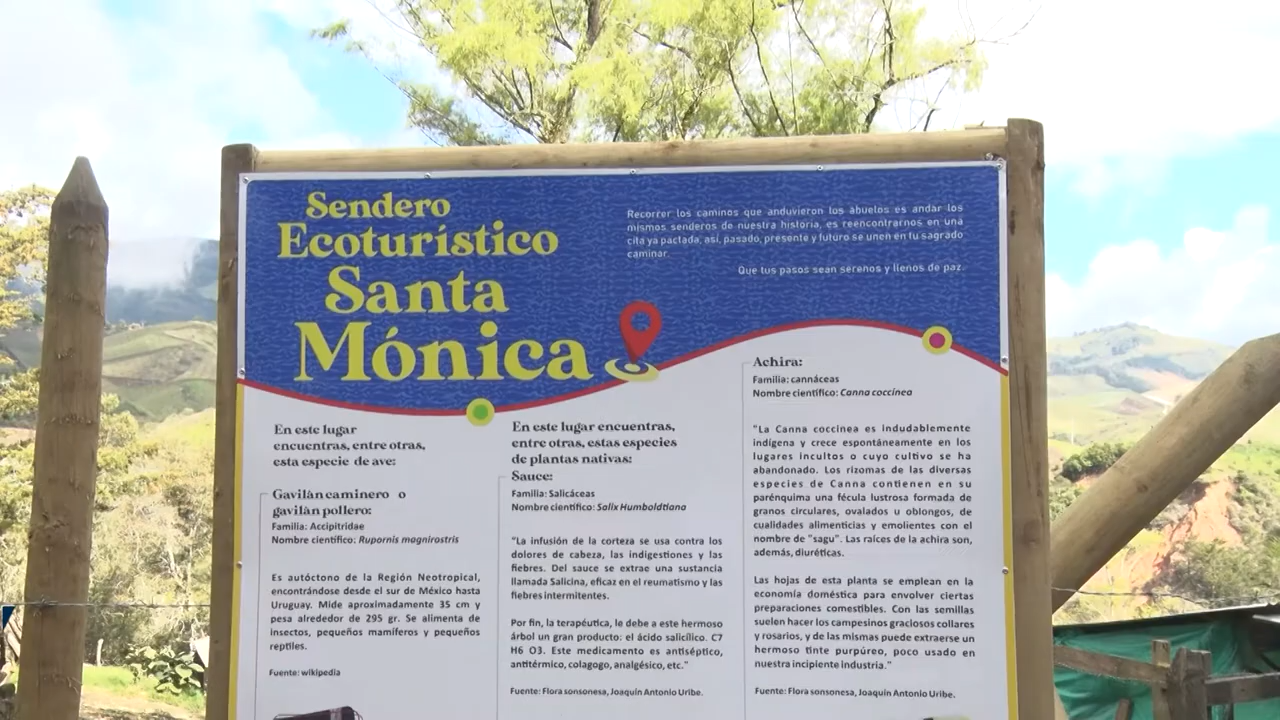 Sendero
Ecoturístico
Santa
Mónica
Recorrer los caminos que anduvieron los abuelos es andar los
mismos senderos de nuestra historia, es reencontrarnos en una
cita ya pactada, así, pasado, presente y futuro se unen en tu sagrado
caminar.
Que tus pasos sean serenos y llenos de paz.
En este lugar
encuentras, entre otras,
esta especie de ave:
Gavilán caminero o
gavilán pollero:
Familia: Accipitridae
Nombre científico: Rupornis magnirostris
Es autóctono de la Región Neotropical,
encontrándose desde el sur de México hasta
Uruguay. Mide aproximadamente 35 cm y
pesa alrededor de 295 gr. Se alimenta de
insectos, pequeños mamíferos y pequeños
reptiles.
Fuente: wikipedia
En este lugar encuentras,
entre otras, estas especies
de plantas nativas:
Sauce:
Familia: Salicáceas
Nombre científico: Salix Humboldtiana
"La infusión de la corteza se usa contra los
dolores de cabeza, las indigestiones y las
fiebres. Del sauce se extrae una sustancia
llamada Salicina, eficaz en el reumatismo y las
fiebres intermitentes.
Por fin, la terapéutica, le debe a este hermoso
árbol un gran producto: el ácido salicílico. C7
H6 O3. Este medicamento es antiséptico,
antitérmico, colagogo, analgésico, etc."
Fuente: Flora sonsonesa, Joaquín Antonio Uribe.
Achira:
Familia: cannáceas
Nombre científico: Canna coccinea
"La Canna coccinea es indudablemente
indígena y crece espontáneamente en los
lugares incultos o cuyo cultivo se ha
abandonado. Los rizomas de las diversas
especies de Canna contienen en su
parénquima una fécula lustrosa formada de
granos circulares, ovalados u oblongos, de
cualidades alimenticias y emolientes con el
nombre de "sagu". Las raíces de la achira son,
además, diuréticas.
Las hojas de esta planta se emplean en la
economía doméstica para envolver ciertas
preparaciones comestibles. Con las semillas
suelen hacer los campesinos graciosos collares
y rosarios, y de las mismas puede extraerse un
hermoso tinte purpúreo, poco usado en
nuestra incipiente industria."
Fuente: Flora sonsonesa, Joaquín Antonio Uribe.